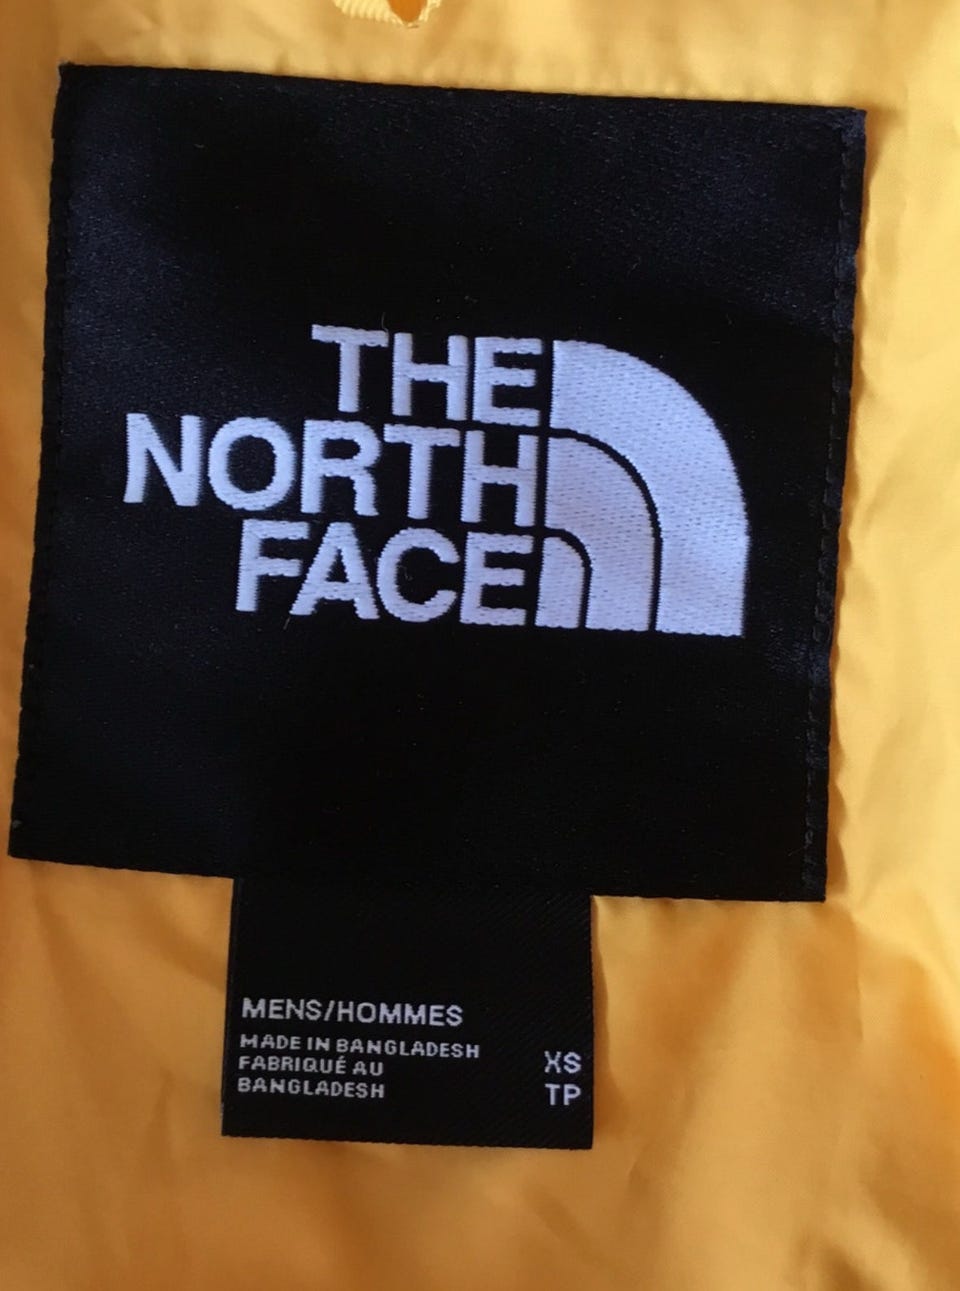 THE
NORTH
FACE
MENS/HOMMES
MADE IN BANGLADESH
FABRIQUÉ AU
BANGLADESH
XS
TP